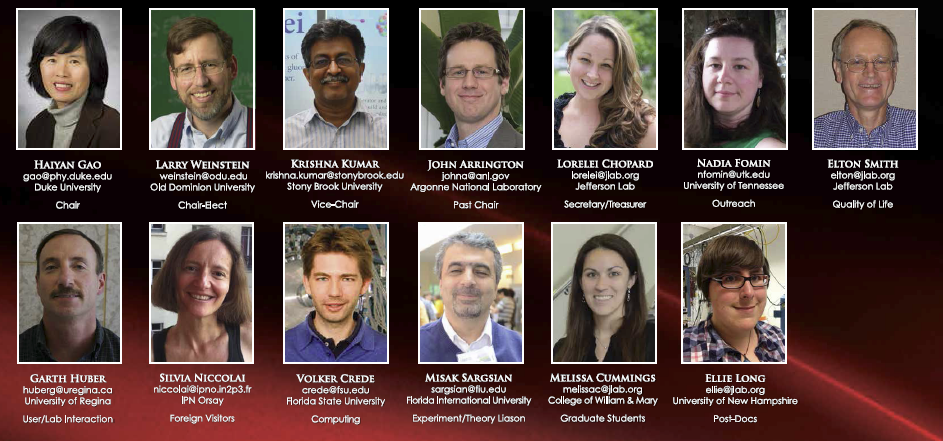 HAIYAN GAO
gao@phy.duke.edu
Duke University
Chair
LARRY WEINSTEIN
weinstein@odu.edu
Old Dominion University
Chair-Elect
KRISHNA KUMAR
krishna.kumar@stonybrook.edu
Stony Brook University
Vice-Chair
JOHN ARRINGTON
johna@anl.gov
Argonne National Laboratory
Past Chair
LORELEI CHOPARD
lorelei@jlab.org
Jefferson Lab
Secretary/Treasurer
NADIA FOMIN
nfomin@utk.edu
University of Tennessee
Outreach
ELTON SMITH
elton@jlab.org
Jefferson Lab
Quality of Life
GARTH HUBER
huberg@uregina.ca
University of Regina
User/Lab Interaction
SILVIA NICCOLAI
niccolai@ipno.in2p3.fr
IPN Orsay
Foreign Visitors
VOLKER CREDE
crede@fsu.edu
Florida State University
Computing
MISAK SARGSIAN
sargsian@fiu.edu
Florida International University
Experiment/Theory Liason
MELISSA CUMMINGS
melissac@jlab.org
College of William & Mary
Graduate Students
ELLIE LONG
ellie@jlab.org
University of New Hampshire
Post-Docs